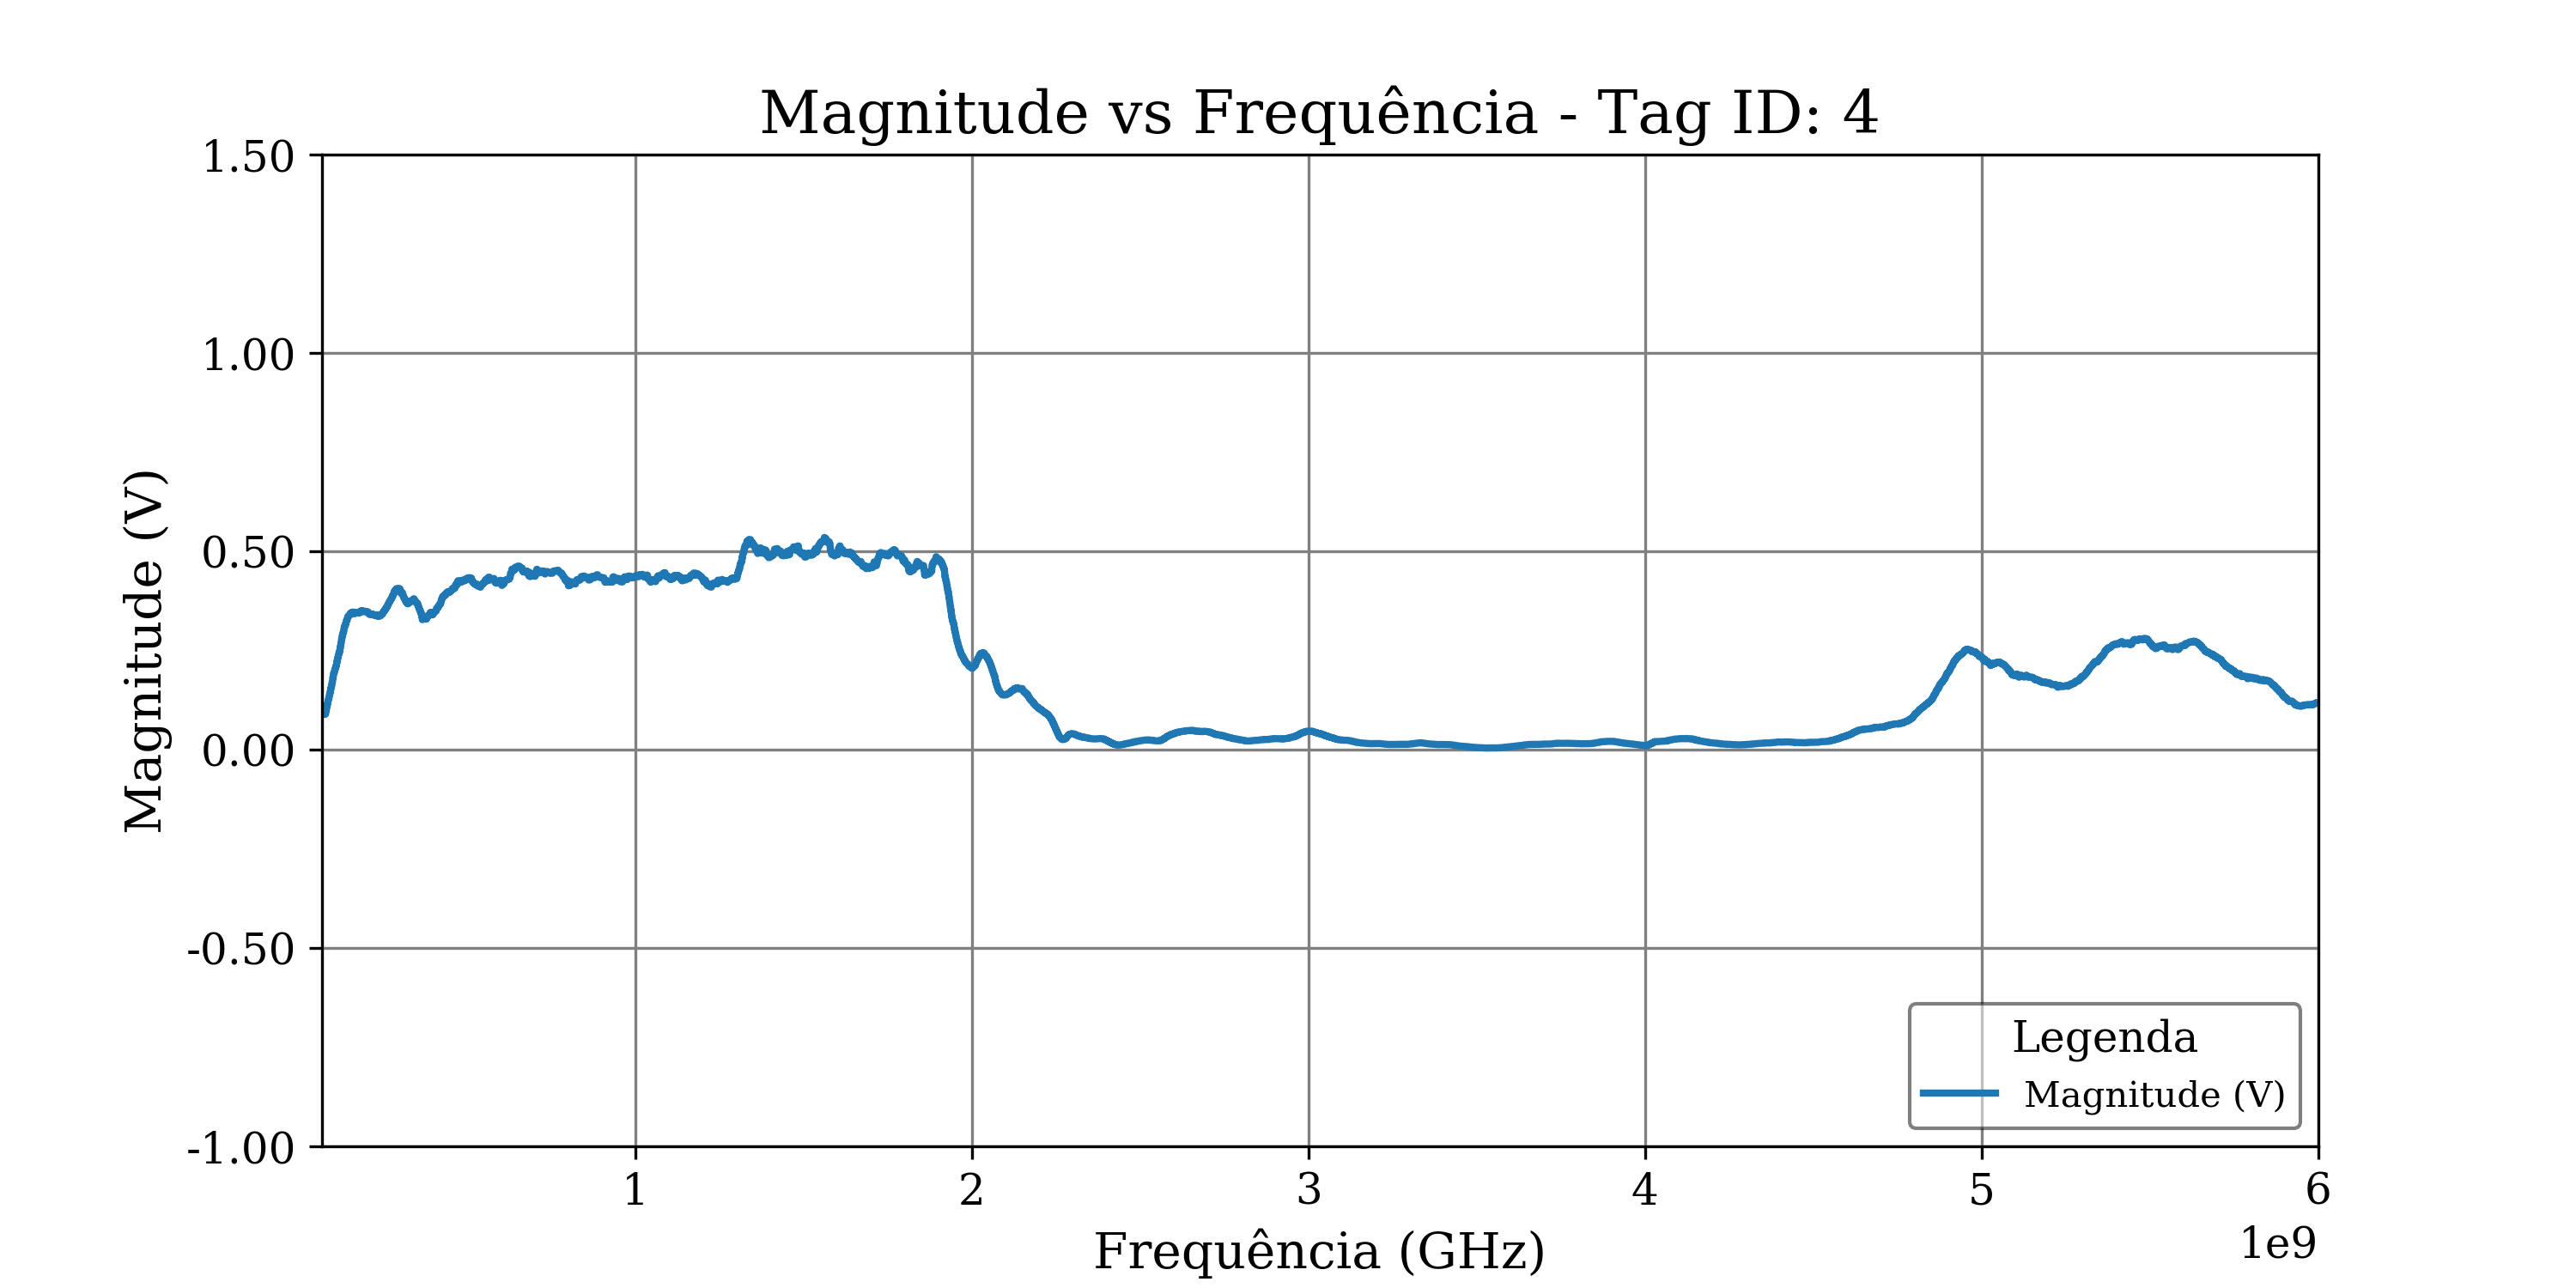 Magnitude vs Frequência - Tag ID: 4
1.50
1.00
0.50
0.00
-0.50
-1.00
Magnitude (V)
Legenda
Magnitude (V)
1 2 3 4 5 6
1e9
Frequência (GHz)